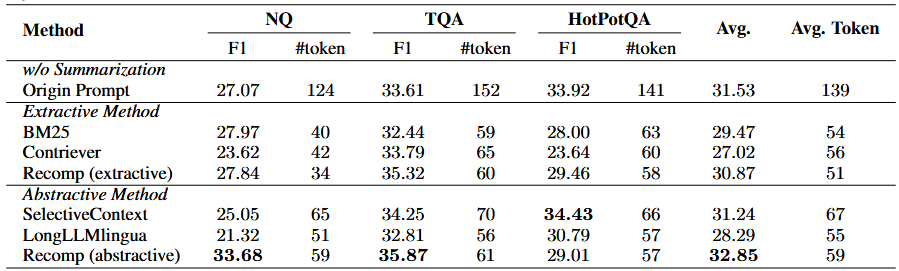 Method NQ TQA HotPotQA Avg. Avg. Token
F1 #token F1 #token F1 #token
w/o Summarization
Origin Prompt 27.07 124 33.61 152 33.92 141 31.53 139
Extractive Method
BM25 27.97 40 32.44 59 28.00 63 29.47 54
Contriever 23.62 42 33.79 65 23.64 60 27.02 56
Recomp (extractive) 27.84 34 35.32 60 29.46 58 30.87 51
Abstractive Method
SelectiveContext 25.05 65 34.25 70 34.43 66 31.24 67
LongLLMlingua 21.32 51 32.81 56 30.79 57 28.29 55
Recomp (abstractive) 33.68 59 35.87 61 29.01 57 32.85 59